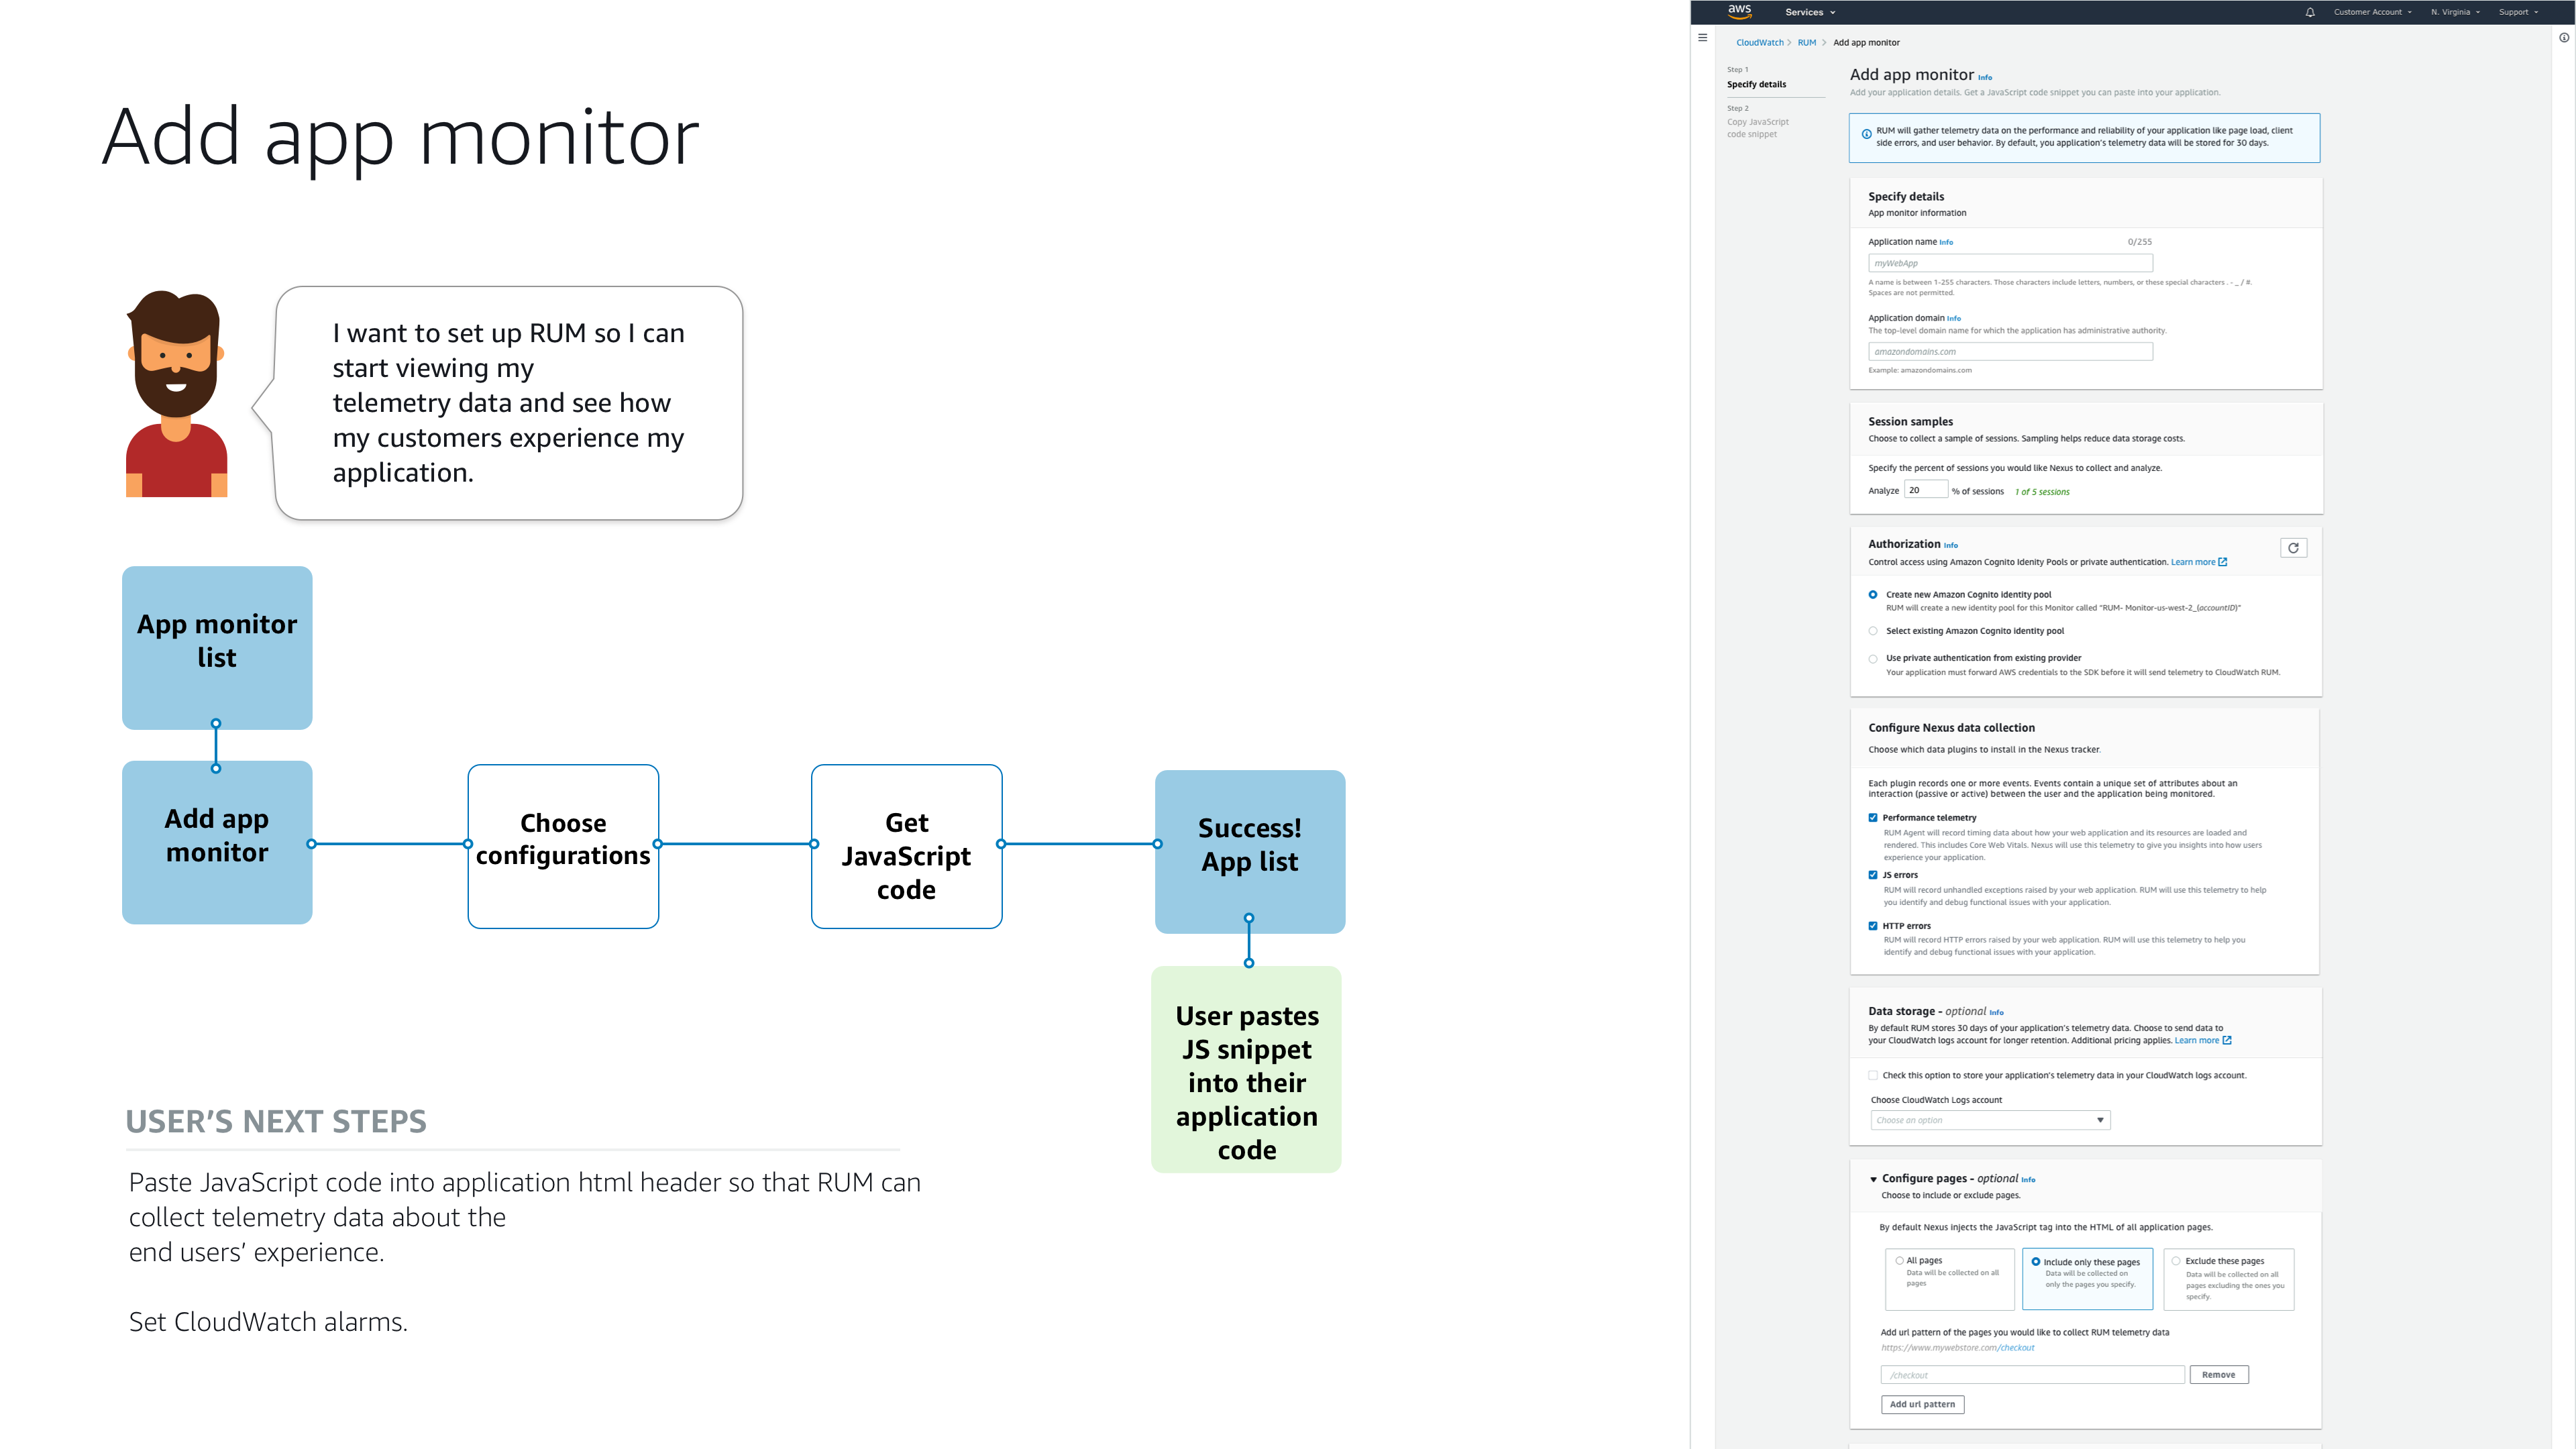 Add app monitor
I want to set up RUM so I can
start viewing my
telemetry data and see how
my customers experience my
application.
App monitor
list
Add app
monitor
Choose
configurations
Get
JavaScript
code
Success!
App list
User pastes
JS snippet
into their
application
code
USER’S NEXT STEPS
Paste JavaScript code into application html header so that RUM can
collect telemetry data about the
end users’ experience.
Set CloudWatch alarms.
aws
Services
Customer Account
N. Virginia
Support
CloudWatch > RUM > Add app monitor
Step 1
Specify details
Step 2
Copy JavaScript
code snippet
Add app monitor Info
Add your application details. Get a JavaScript code snippet you can paste into your application.
RUM will gather telemetry data on the performance and reliability of your application like page load, client
side errors, and user behavior. By default, you application's telemetry data will be stored for 30 days.
Specify details
App monitor information
Application name Info
0/255
myWebApp
A name is between 1-255 characters. Those characters include letters, numbers, or these special characters . - _ / #.
Spaces are not permitted.
Application domain Info
The top-level domain name for which the application has administrative authority.
amazondomains.com
Example: amazondomains.com
Session samples
Choose to collect a sample of sessions. Sampling helps reduce data storage costs.
Specify the percent of sessions you would like Nexus to collect and analyze.
Analyze 20 % of sessions 1 of 5 sessions
Authorization Info
Control access using Amazon Cognito Idenity Pools or private authentication. Learn more
Create new Amazon Cognito identity pool
RUM will create a new identity pool for this Monitor called "RUM- Monitor-us-west-2_(accountID)"
Select existing Amazon Cognito identity pool
Use private authentication from existing provider
Your application must forward AWS credentials to the SDK before it will send telemetry to CloudWatch RUM.
Configure Nexus data collection
Choose which data plugins to install in the Nexus tracker.
Each plugin records one or more events. Events contain a unique set of attributes about an
interaction (passive or active) between the user and the application being monitored.
Performance telemetry
RUM Agent will record timing data about how your web application and its resources are loaded and
rendered. This includes Core Web Vitals. Nexus will use this telemetry to give you insights into how users
experience your application.
JS errors
RUM will record unhandled exceptions raised by your web application. RUM will use this telemetry to help
you identify and debug functional issues with your application.
HTTP errors
RUM will record HTTP errors raised by your web application. RUM will use this telemetry to help you
identify and debug functional issues with your application.
Data storage - optional Info
By default RUM stores 30 days of your application's telemetry data. Choose to send data to
your CloudWatch logs account for longer retention. Additional pricing applies. Learn more
Check this option to store your application's telemetry data in your CloudWatch logs account.
Choose CloudWatch Logs account
Choose an option
Configure pages - optional Info
Choose to include or exclude pages.
By default Nexus injects the JavaScript tag into the HTML of all application pages.
All pages
Data will be collected on all
pages
Include only these pages
Data will be collected on
only the pages you specify.
Exclude these pages
Data will be collected on all
pages excluding the ones you
specify.
Add url pattern of the pages you would like to collect RUM telemetry data
https://www.mywebstore.com/checkout
/checkout
Remove
Add url pattern